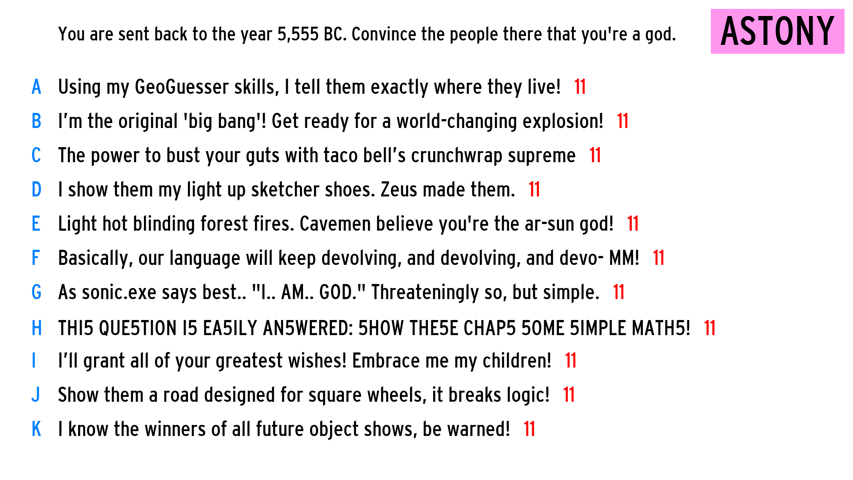 You are sent back to the year 5,555 BC. Convince the people there that you're a god.
ASTONY
A Using my GeoGuesser skills, I tell them exactly where they live! 11
B I’m the original 'big bang'! Get ready for a world-changing explosion! 11
C The power to bust your guts with taco bell’s crunchwrap supreme 11
D I show them my light up sketcher shoes. Zeus made them. 11
E Light hot blinding forest fires. Cavemen believe you're the ar-sun god! 11
F Basically, our language will keep devolving, and devolving, and devo- MM! 11
G As sonic.exe says best.. "I.. AM.. GOD." Threateningly so, but simple. 11
H THI5 QUE5TION I5 EA5ILY AN5WERED: 5HOW THE5E CHAP5 5OME 5IMPLE MATH5! 11
I I’ll grant all of your greatest wishes! Embrace me my children! 11
J Show them a road designed for square wheels, it breaks logic! 11
K I know the winners of all future object shows, be warned! 11